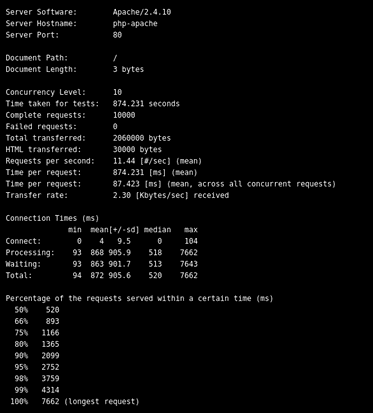 Server Software:        Apache/2.4.10
Server Hostname:        php-apache
Server Port:            80

Document Path:          /
Document Length:        3 bytes

Concurrency Level:      10
Time taken for tests:   874.231 seconds
Complete requests:      10000
Failed requests:        0
Total transferred:      2060000 bytes
HTML transferred:       30000 bytes
Requests per second:    11.44 [#/sec] (mean)
Time per request:       874.231 [ms] (mean)
Time per request:       87.423 [ms] (mean, across all concurrent requests)
Transfer rate:          2.30 [Kbytes/sec] received

Connection Times (ms)
              min  mean[+/-sd] median   max
Connect:        0    4   9.5      0     104
Processing:    93  868 905.9    518    7662
Waiting:       93  863 901.7    513    7643
Total:         94  872 905.6    520    7662

Percentage of the requests served within a certain time (ms)
  50%    520
  66%    893
  75%   1166
  80%   1365
  90%   2099
  95%   2752
  98%   3759
  99%   4314
 100%   7662 (longest request)